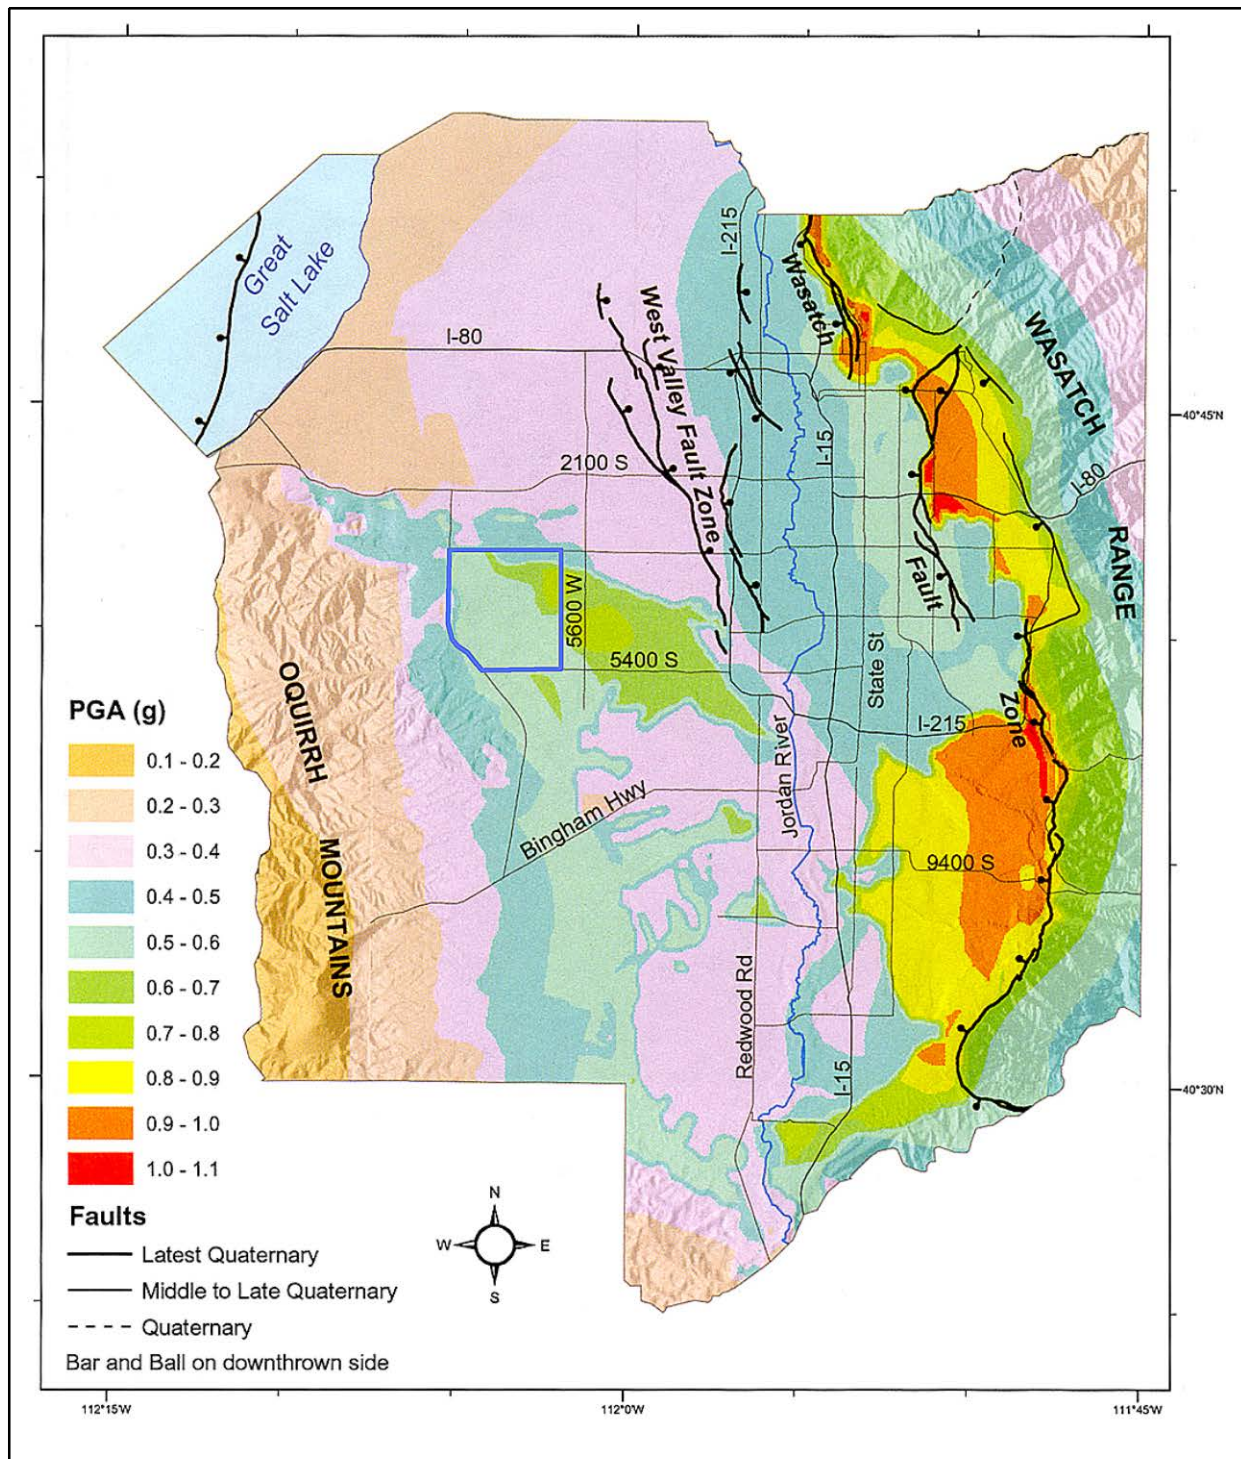 Great
Salt Lake
I-80
West Valley Fault Zone
I-215
Wasatch
WASATCH
RANGE
I-80
40°45'N
2100 S
I-15
Fault
5600 W
5400 S
State St
Zone
I-215
OQUIRRH
MOUNTAINS
Jordan River
Bingham Hwy
9400 S
Redwood Rd
I-15
40°30'N
PGA (g)
0.1 - 0.2
0.2 - 0.3
0.3 - 0.4
0.4 - 0.5
0.5 - 0.6
0.6 - 0.7
0.7 - 0.8
0.8 - 0.9
0.9 - 1.0
1.0 - 1.1
Faults
Latest Quaternary
Middle to Late Quaternary
Quaternary
Bar and Ball on downthrown side
N
W
E
S
112°15'W
112°0'W
111°45'W